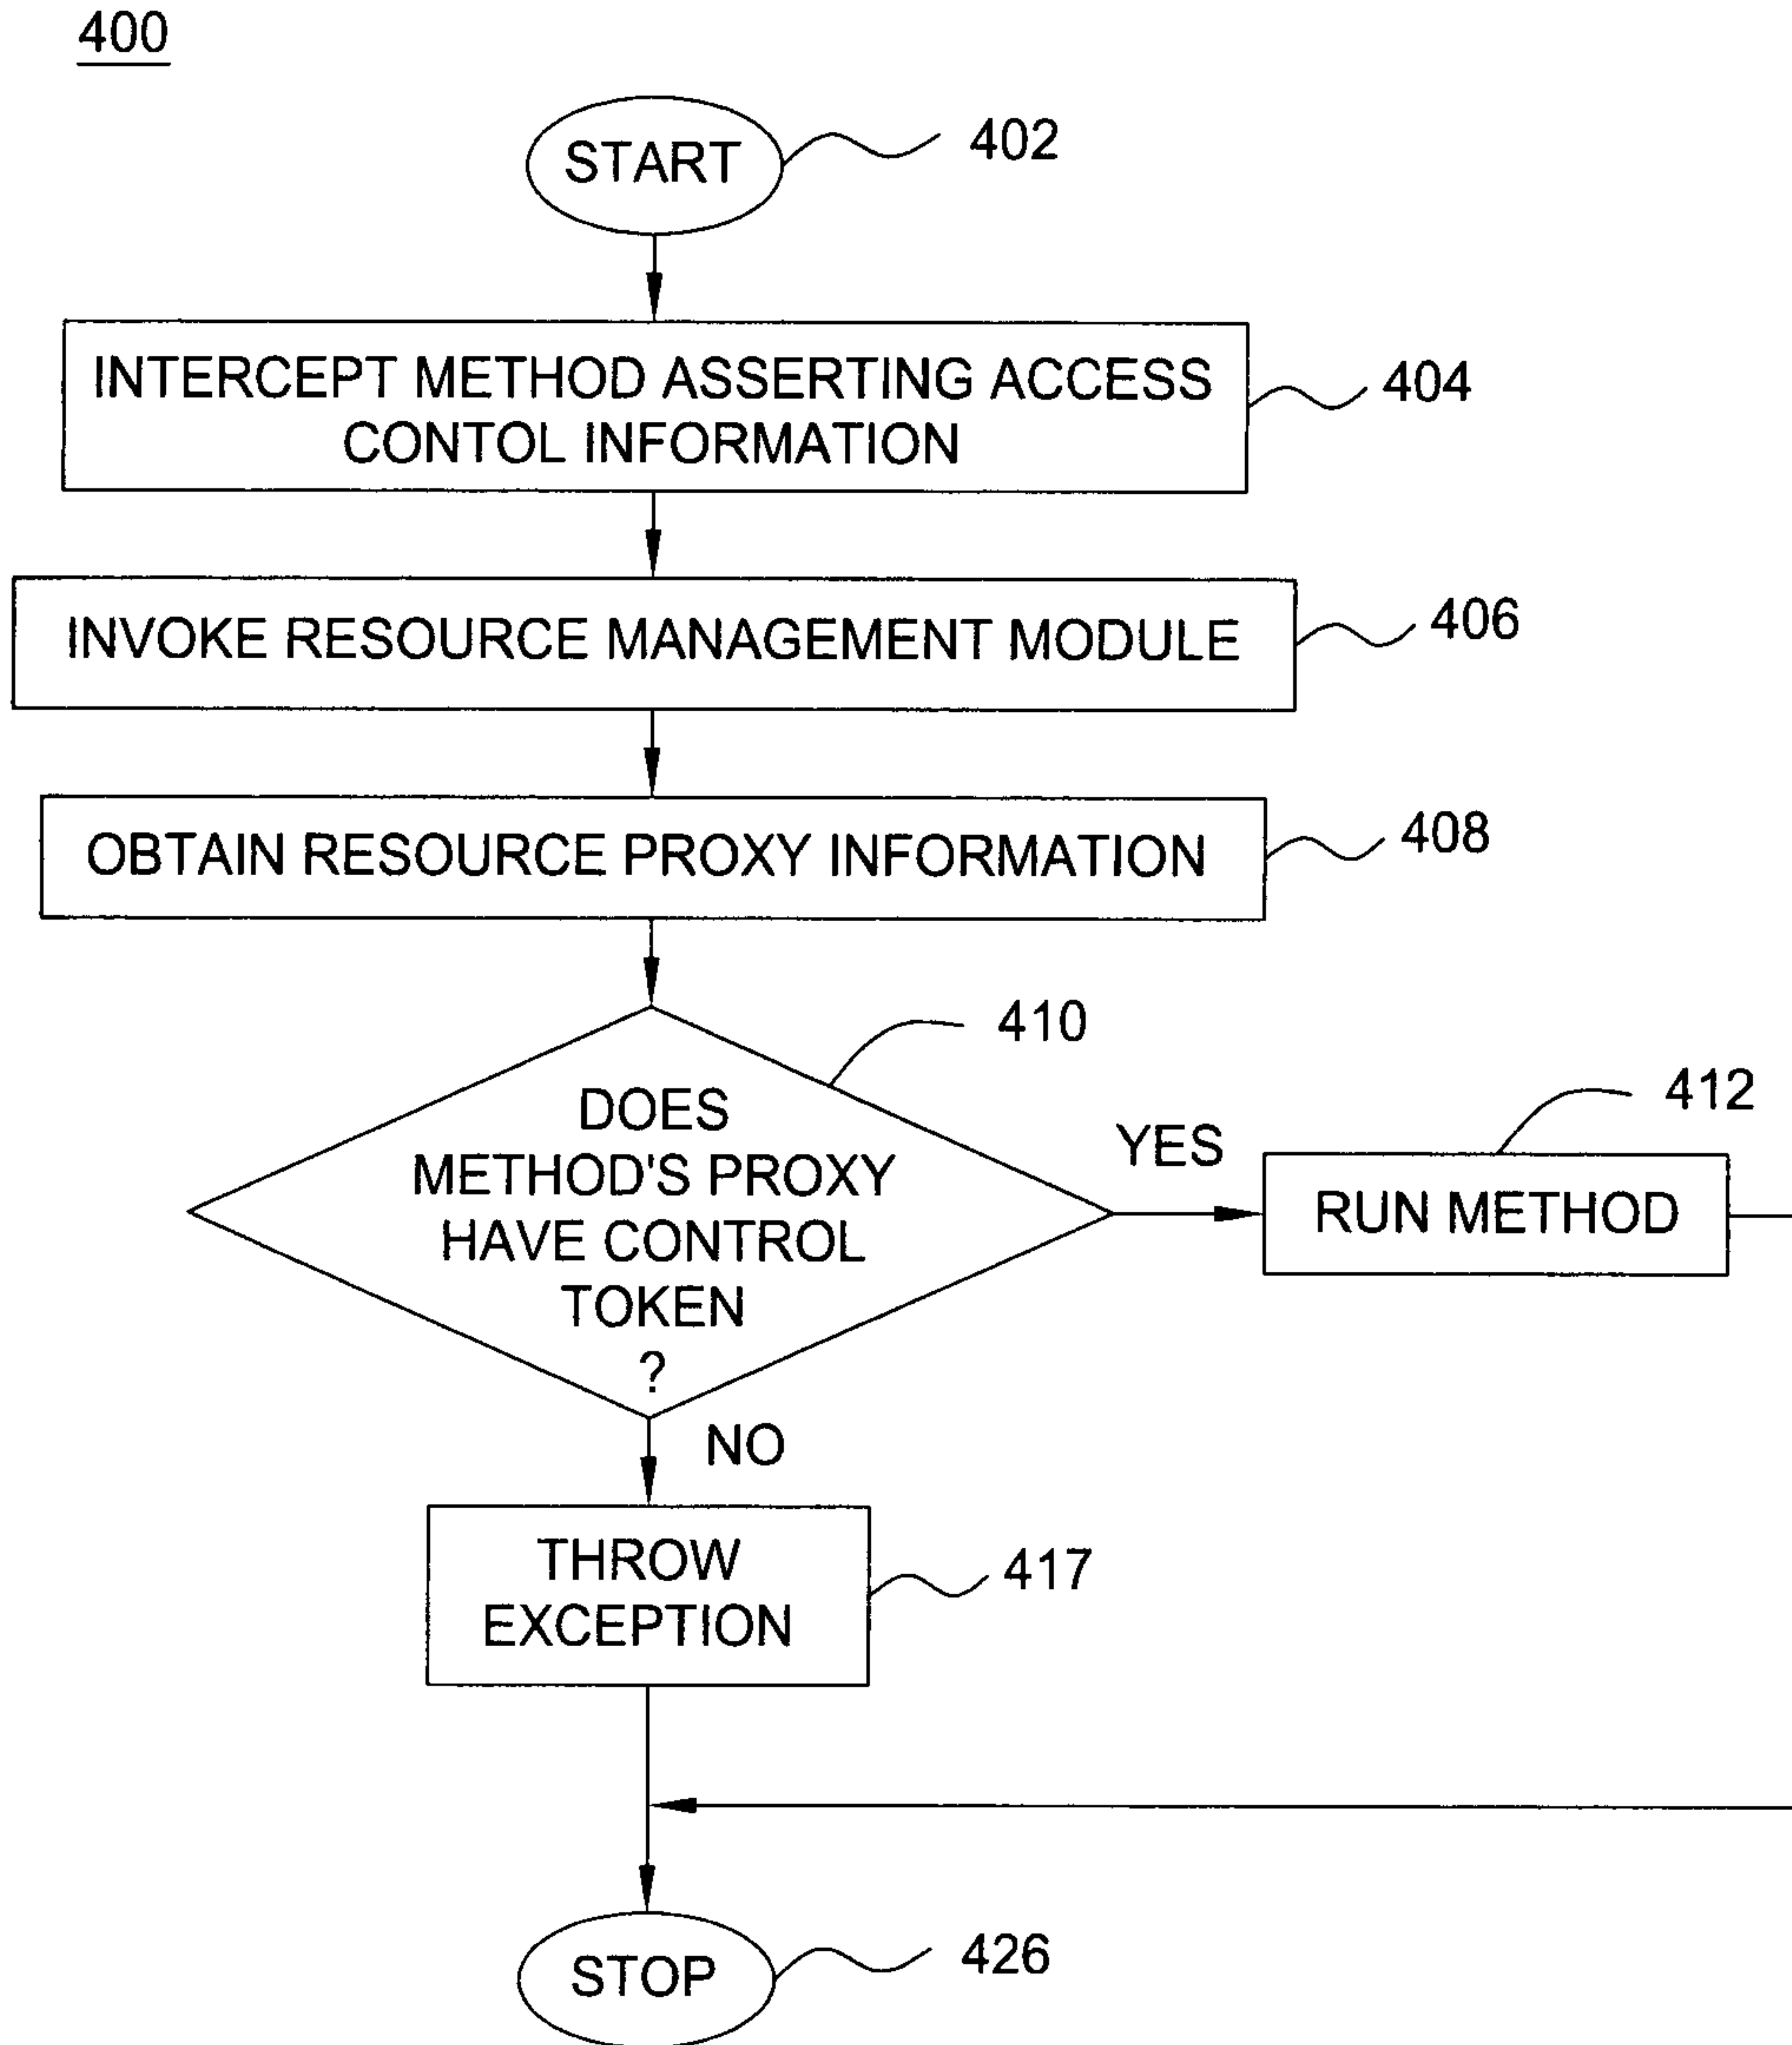 400
START
402
INTERCEPT METHOD ASSERTING ACCESS
CONTOL INFORMATION
404
INVOKE RESOURCE MANAGEMENT MODULE
406
OBTAIN RESOURCE PROXY INFORMATION
408
410
DOES
METHOD'S PROXY
HAVE CONTROL
TOKEN
?
YES
412
RUN METHOD
NO
THROW
EXCEPTION
417
STOP
426